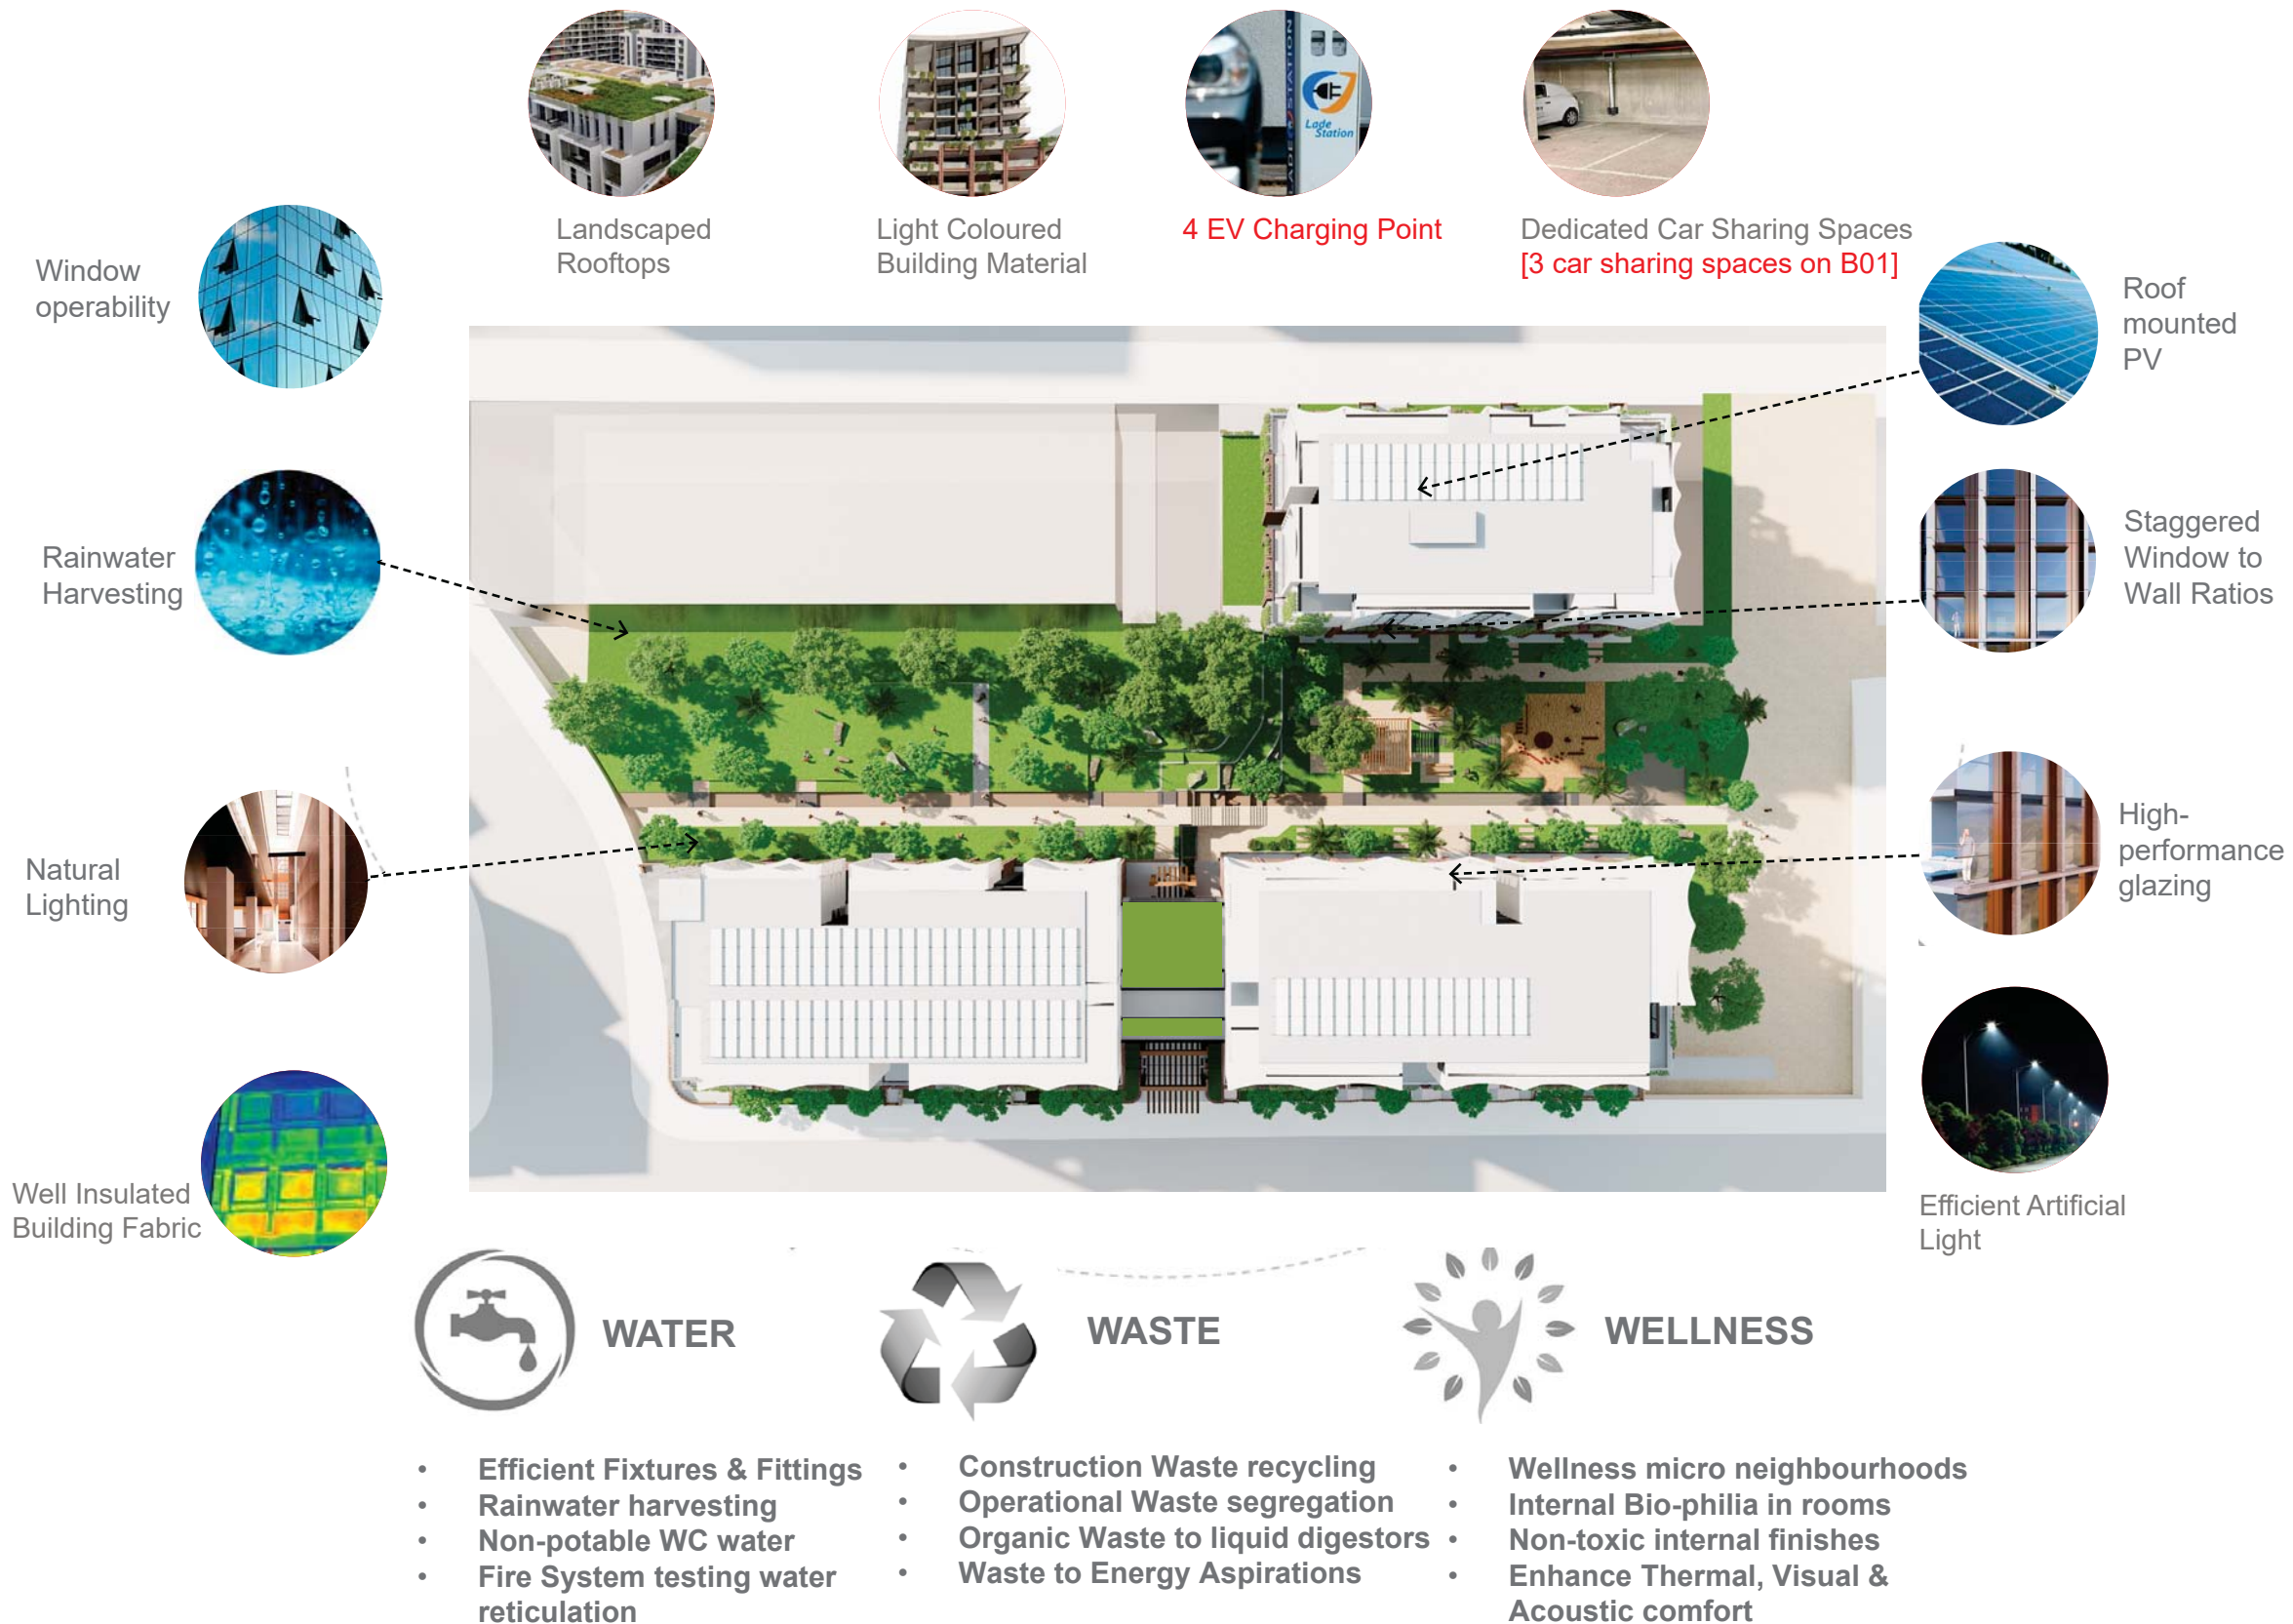 LADESTATION
Lade
Station
Landscaped
Rooftops
Light Coloured
Building Material
4 EV Charging Point
Dedicated Car Sharing Spaces
[3 car sharing spaces on B01]
Window
operability
Roof
mounted
PV
Rainwater
Harvesting
Staggered
Window to
Wall Ratios
Natural
Lighting
High-
performance
glazing
Well Insulated
Building Fabric
Efficient Artificial
Light
WATER
• Efficient Fixtures & Fittings
• Rainwater harvesting
• Non-potable WC water
• Fire System testing water
reticulation
WASTE
• Construction Waste recycling
• Operational Waste segregation
• Organic Waste to liquid digestors
• Waste to Energy Aspirations
WELLNESS
• Wellness micro neighbourhoods
• Internal Bio-philia in rooms
• Non-toxic internal finishes
• Enhance Thermal, Visual &
Acoustic comfort